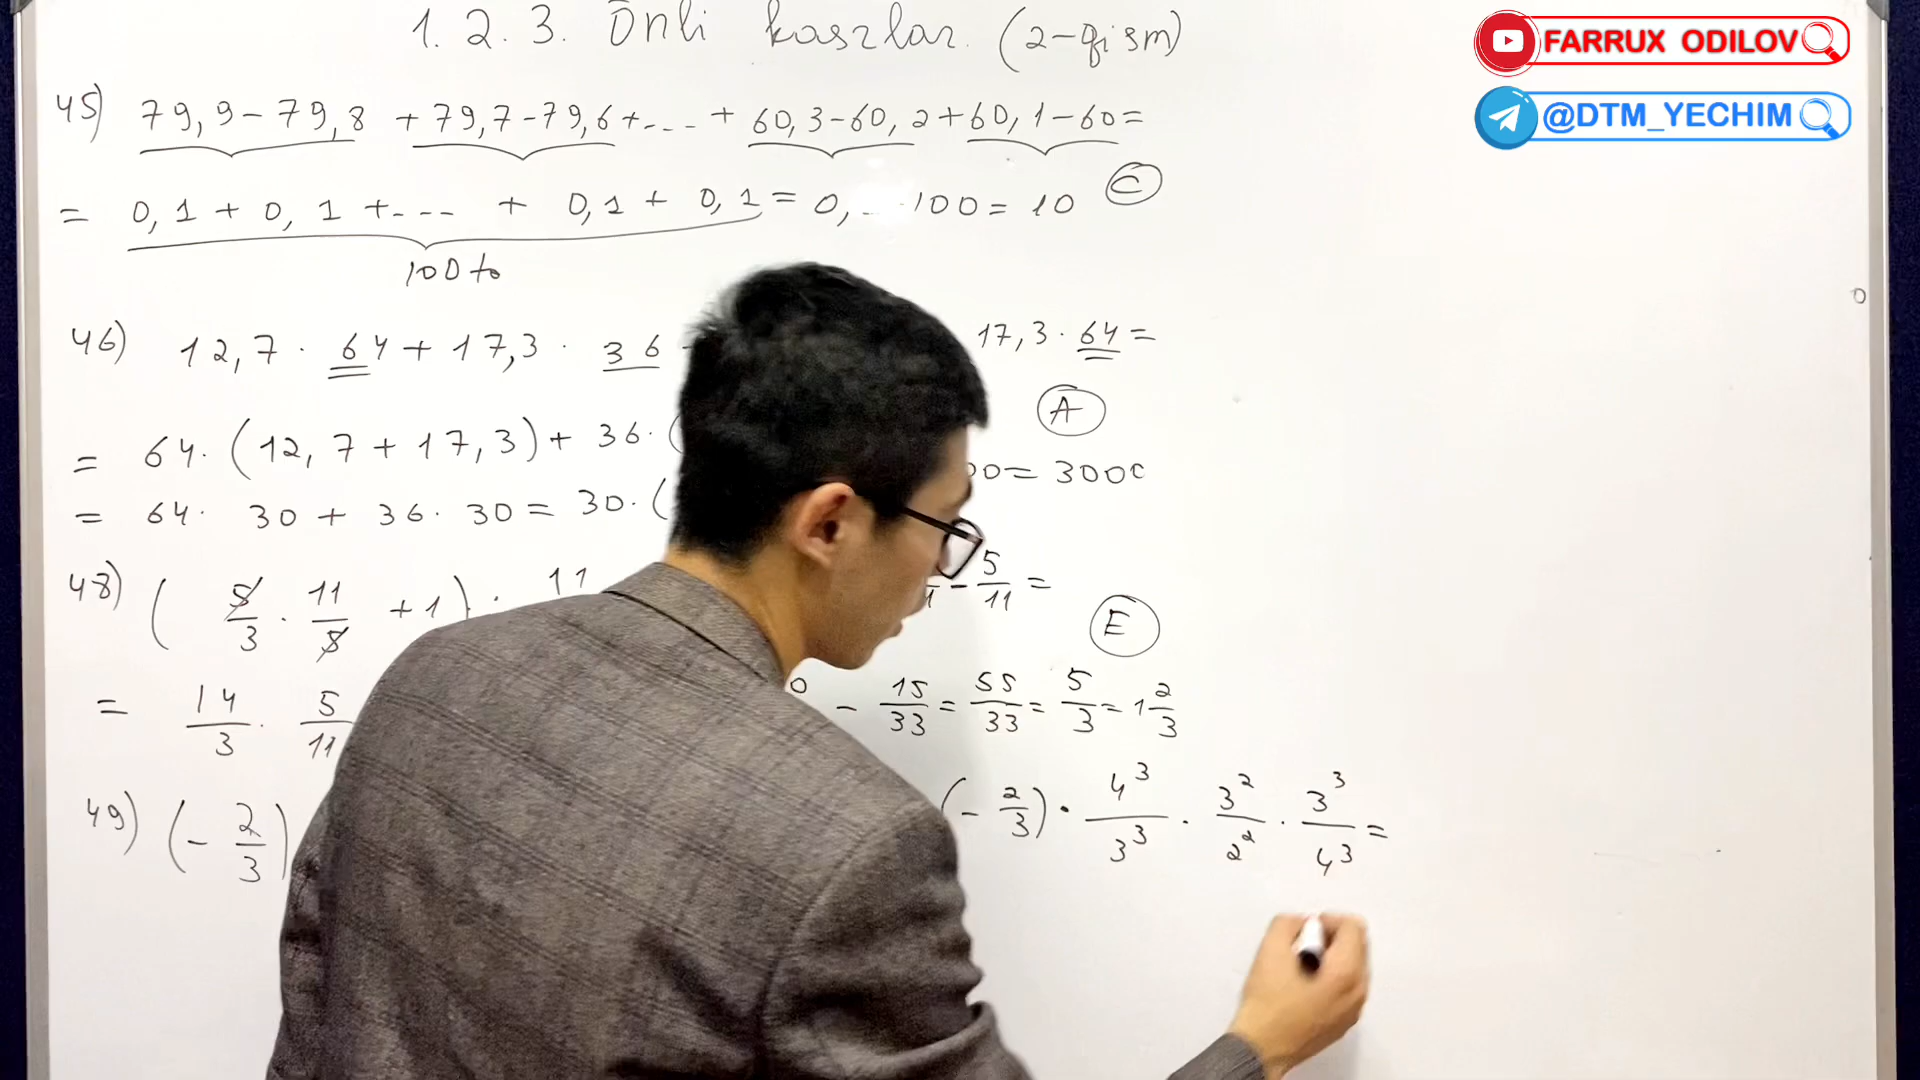 1.2.3. Onli kasrlar. (2-qism)
FARRUX ODILOV
@DTM_YECHIM
45) 79,9-79,8 +79,7-79,6+... + 60,3-60,2+60,1-60=
= 0,1 + 0,1 +... + 0,1 + 0,1 = 0, 100 = 10 C
100 ta
46) 12,7 · 64 + 17,3 · 36 17,3 · 64 =
A
= 64 · (12,7 + 17,3) + 36 · ( 00 = 3000
= 64 · 30 + 36 · 30 = 30 · (
48) ( 8/3 · 11/8 + 1) · 11 - 5/11 =
E
= 14/3 · 5/11 0 - 15/33 = 55/33 = 5/3 = 1 2/3
49) (- 2/3) (- 2/3) · 4³/3³ · 3²/2² · 3³/4³ =